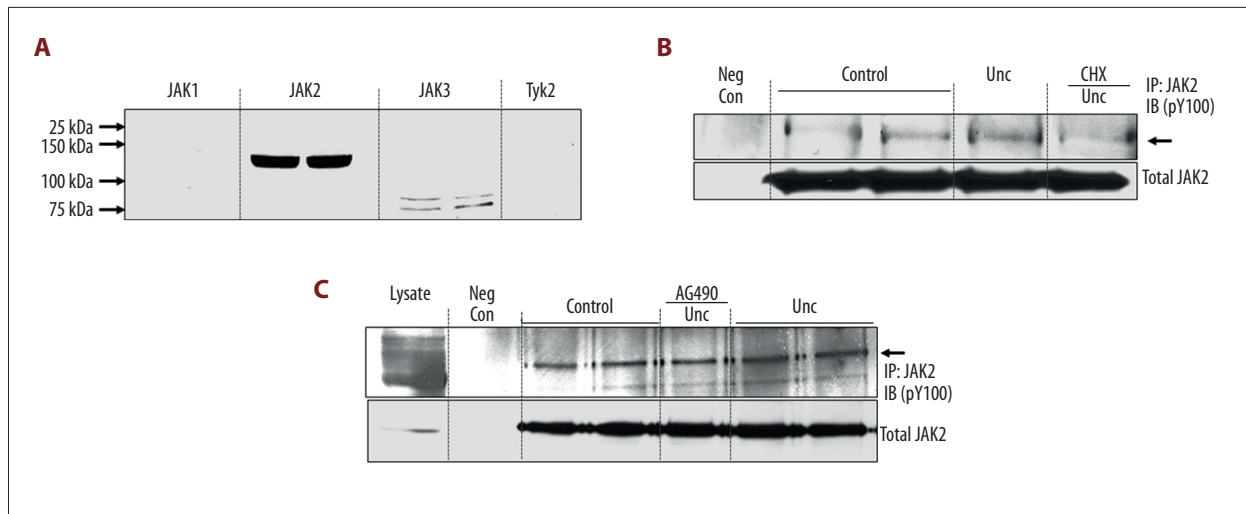 A
JAK1 JAK2 JAK3 Tyk2
25 kDa
150 kDa
100 kDa
75 kDa
B
Neg
Con
Control
Unc
CHX
Unc
IP: JAK2
IB (pY100)
Total JAK2
C
Lysate
Neg
Con
Control
AG490
Unc
Unc
IP: JAK2
IB (pY100)
Total JAK2